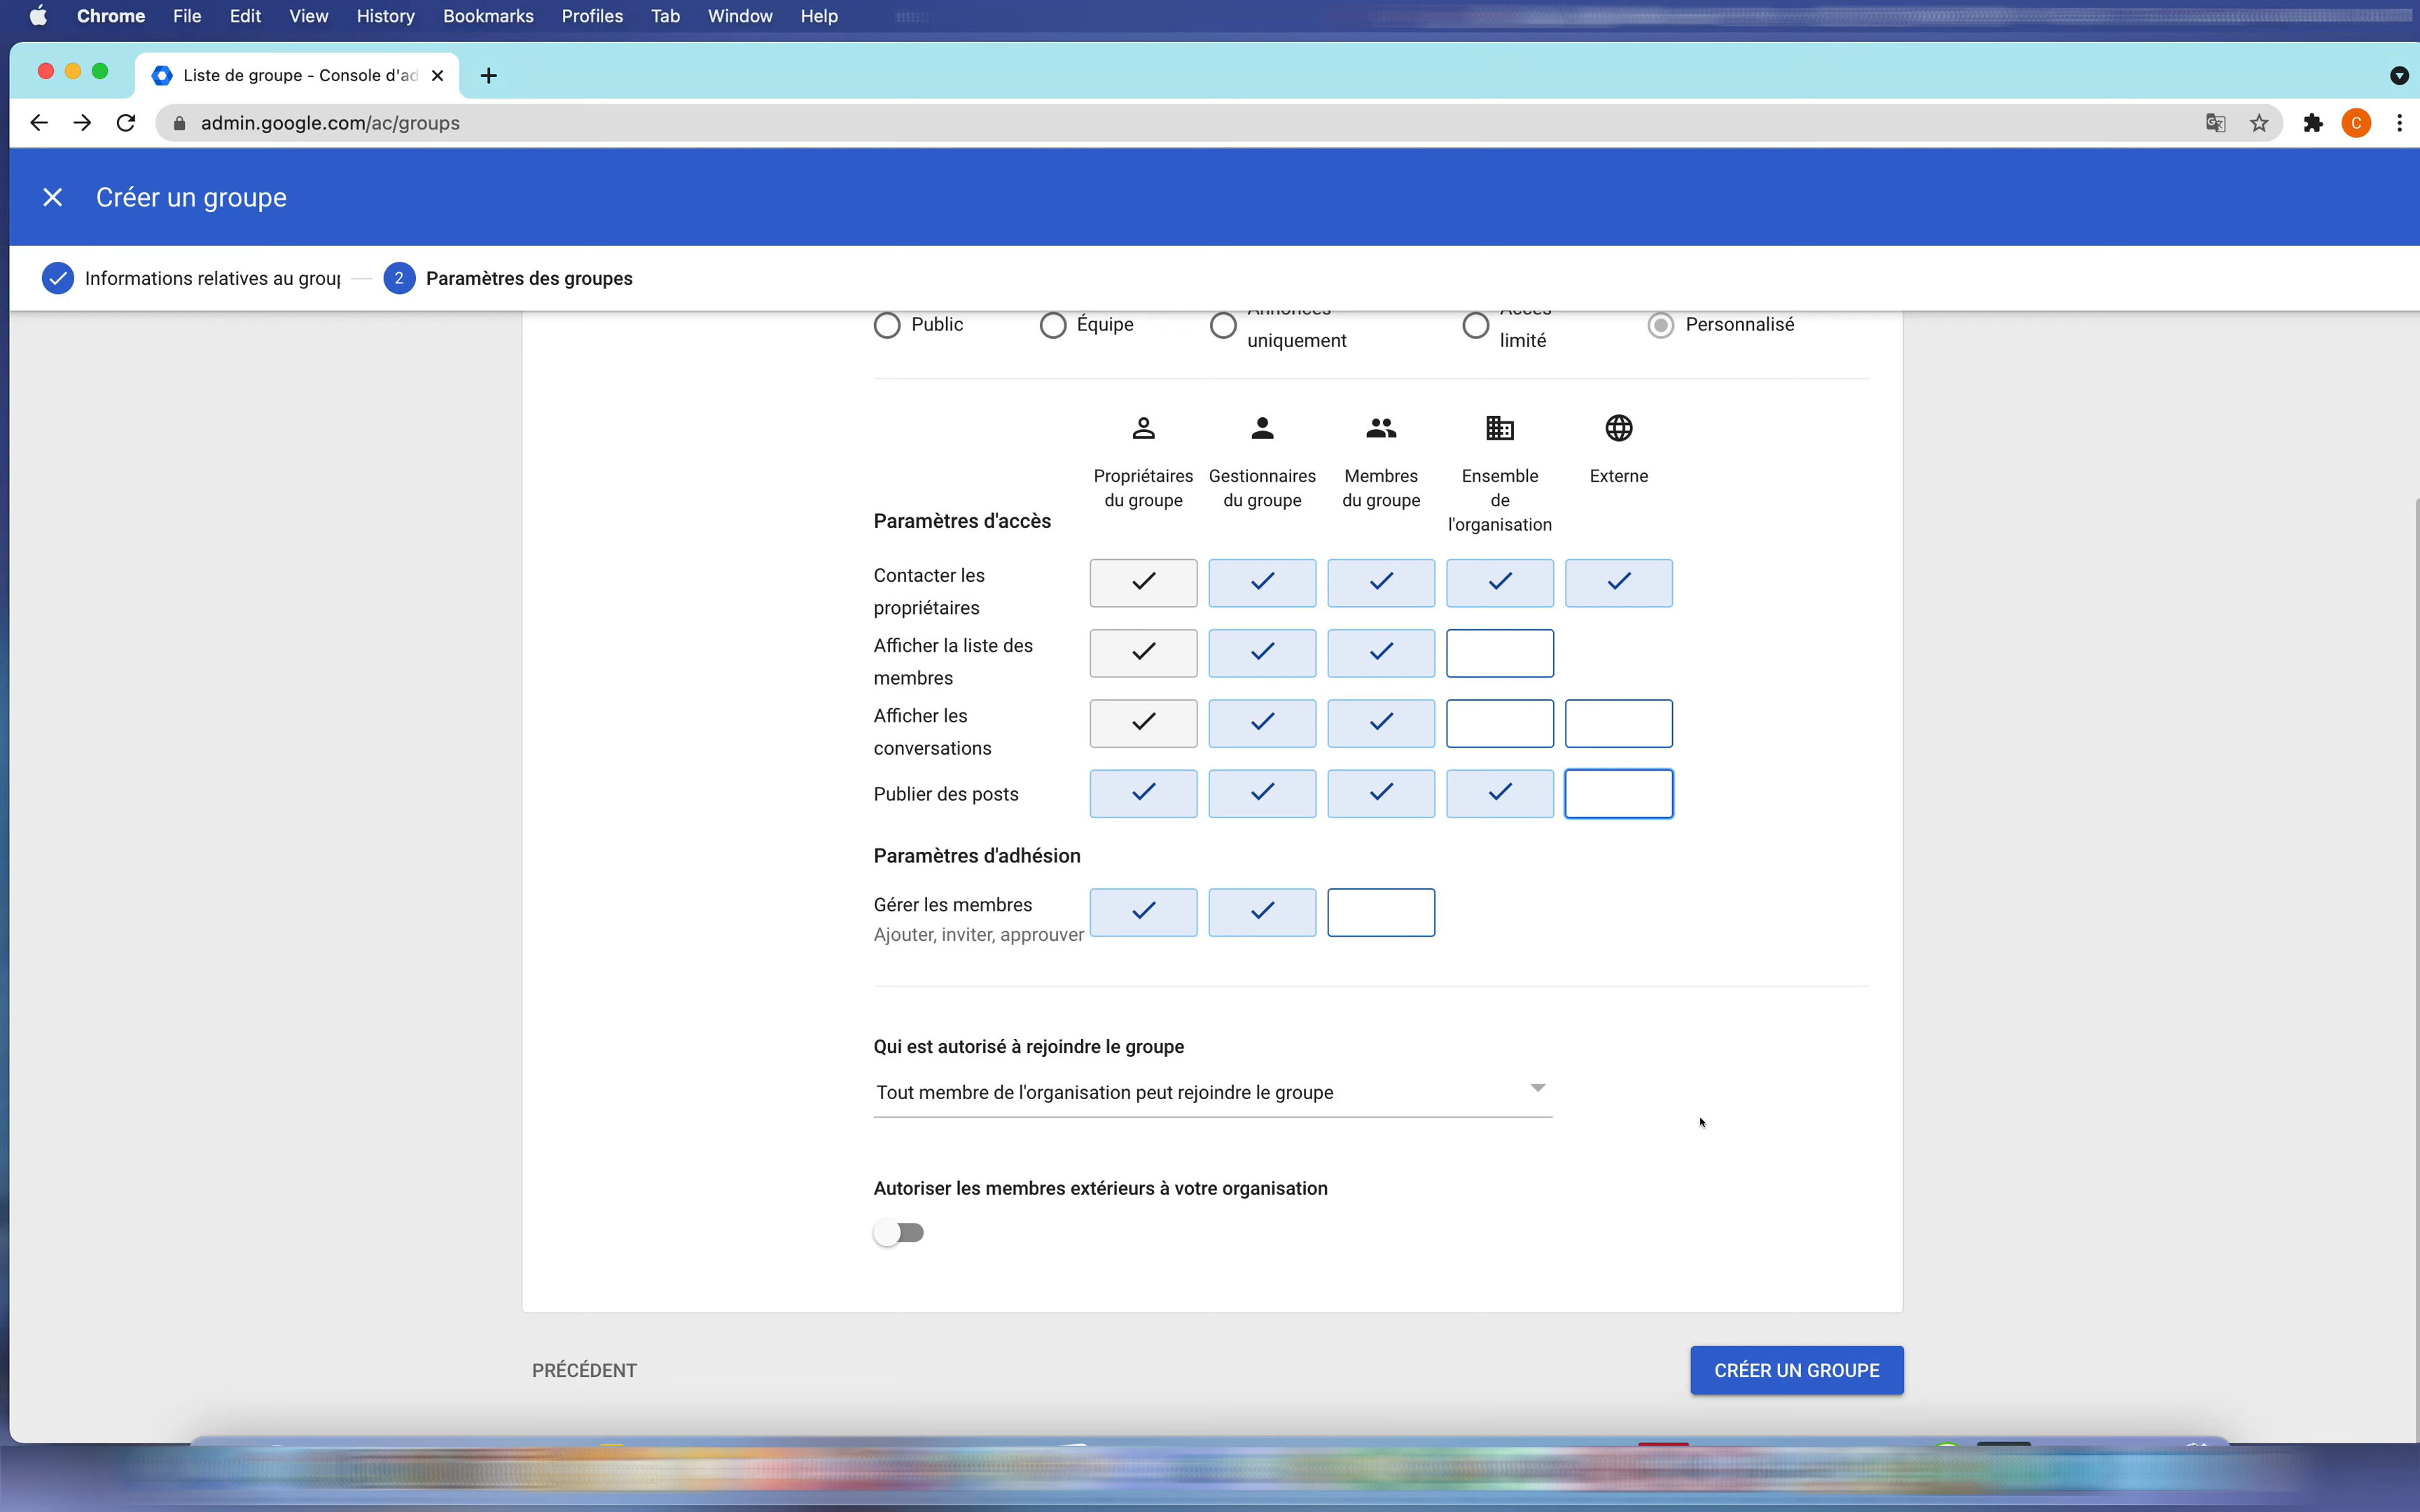 Chrome File Edit View History Bookmarks Profiles Tab Window Help
Liste de groupe - Console d'ad
admin.google.com/ac/groups
C
Créer un groupe
Informations relatives au group
2 Paramètres des groupes
Public
Équipe
Annonces
uniquement
Accès
limité
Personnalisé
Propriétaires
du groupe
Gestionnaires
du groupe
Membres
du groupe
Ensemble
de
l'organisation
Externe
Paramètres d'accès
Contacter les
propriétaires
Afficher la liste des
membres
Afficher les
conversations
Publier des posts
Paramètres d'adhésion
Gérer les membres
Ajouter, inviter, approuver
Qui est autorisé à rejoindre le groupe
Tout membre de l'organisation peut rejoindre le groupe
Autoriser les membres extérieurs à votre organisation
PRÉCÉDENT
CRÉER UN GROUPE